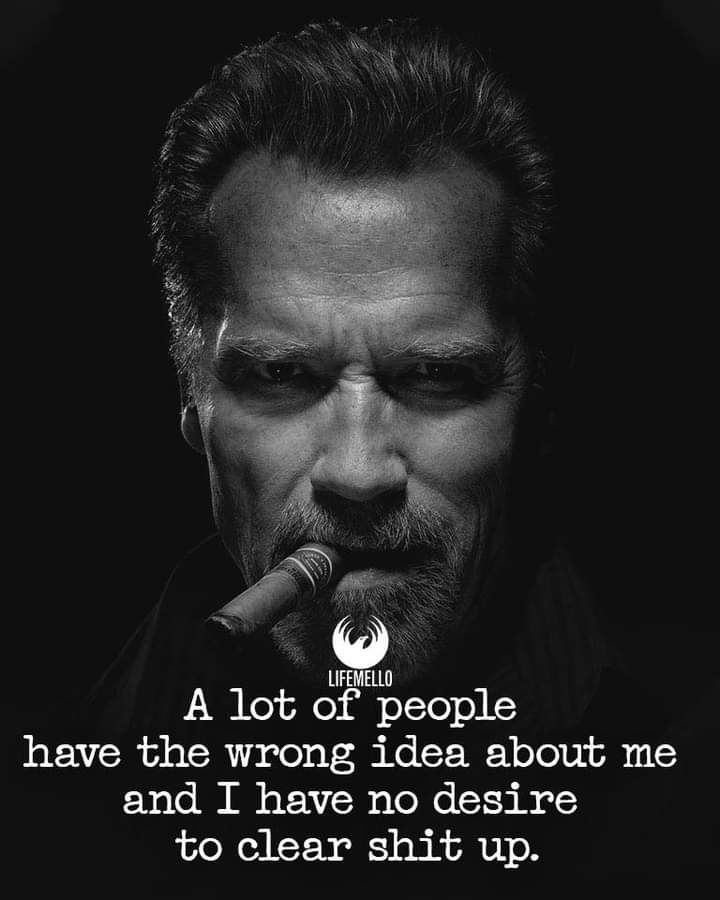 LIFEMELLO
A lot of people
have the wrong idea about me
and I have no desire
to clear shit up.